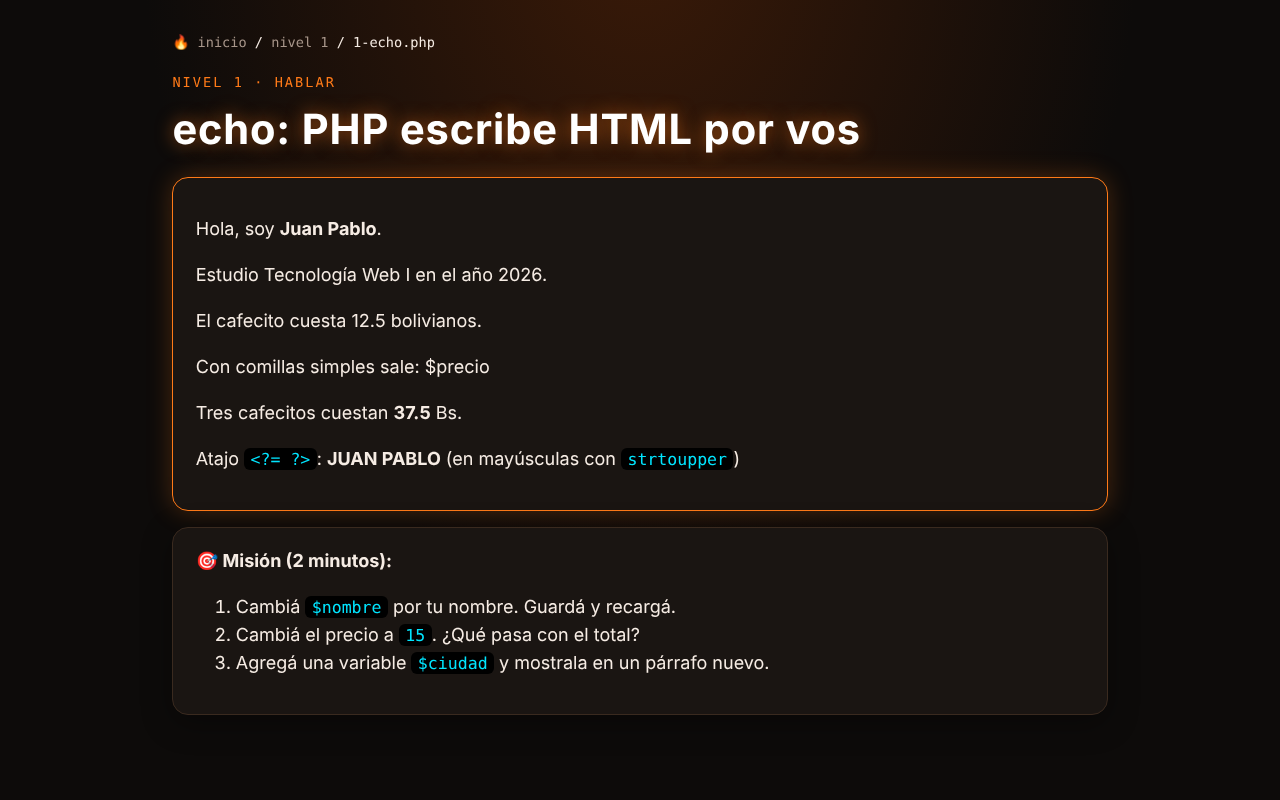 🔥 inicio / nivel 1 / 1-echo.php
NIVEL 1 · HABLAR
echo: PHP escribe HTML por vos
Hola, soy Juan Pablo.
Estudio Tecnología Web I en el año 2026.
El cafecito cuesta 12.5 bolivianos.
Con comillas simples sale: $precio
Tres cafecitos cuestan 37.5 Bs.
Atajo <?= ?>: JUAN PABLO (en mayúsculas con strtoupper)
🎯 Misión (2 minutos):
1. Cambiá $nombre por tu nombre. Guardá y recargá.
2. Cambiá el precio a 15. ¿Qué pasa con el total?
3. Agregá una variable $ciudad y mostrala en un párrafo nuevo.